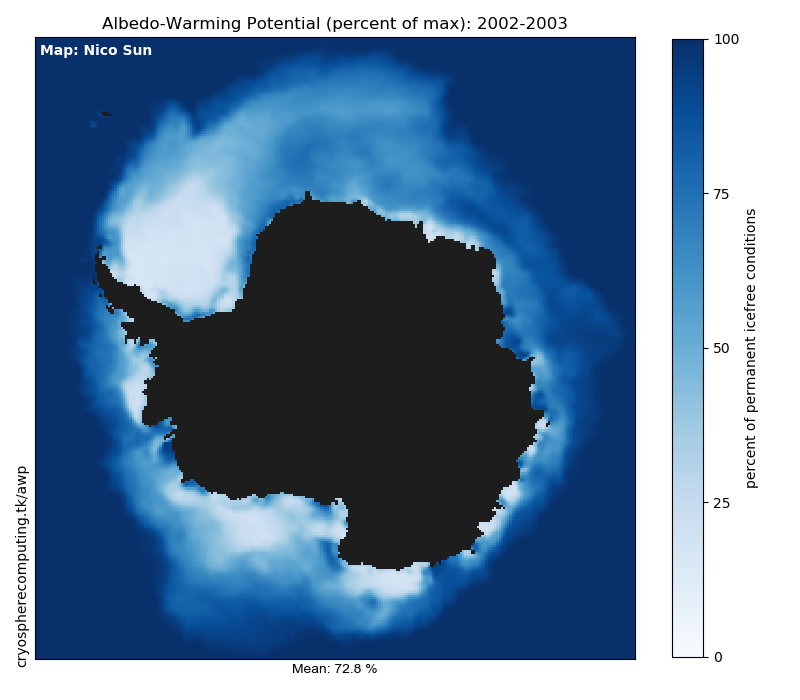 Albedo-Warming Potential (percent of max): 2002-2003
Map: Nico Sun
100
75
50
25
0
percent of permanent icefree conditions
cryospherecomputing.tk/awp
Mean: 72.8 %